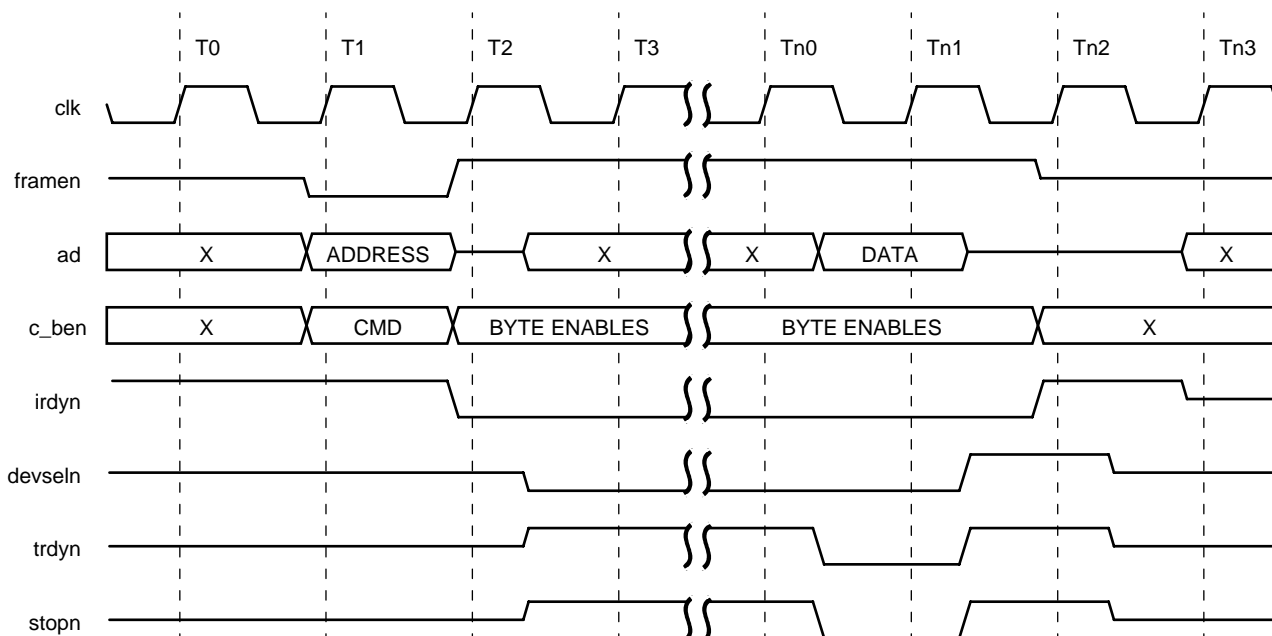 T0 T1 T2 T3 Tn0 Tn1 Tn2 Tn3
clk
framen
ad X ADDRESS X X DATA X
c_ben X CMD BYTE ENABLES BYTE ENABLES X
irdyn
devseln
trdyn
stopn